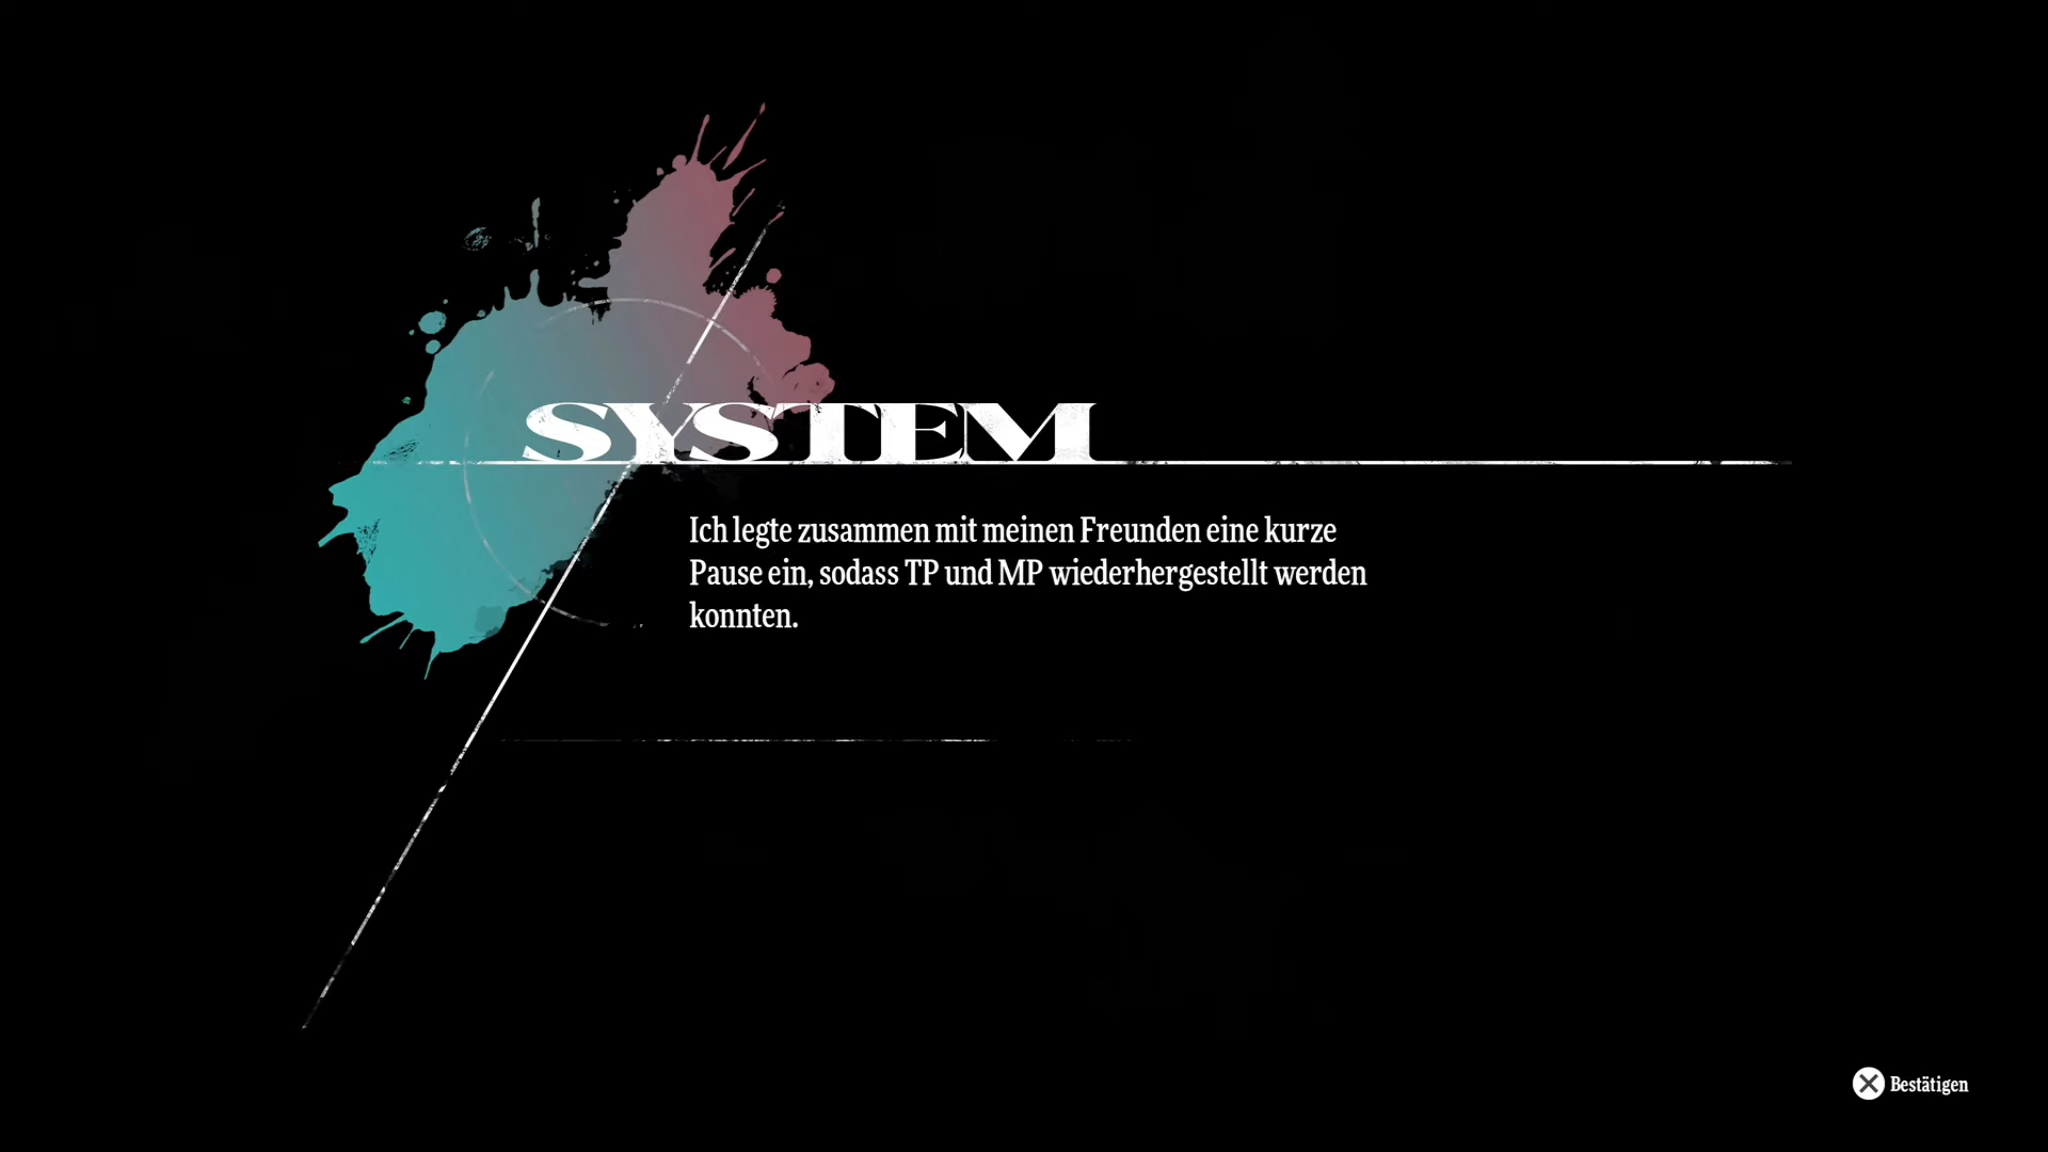 SYSTEM
Ich legte zusammen mit meinen Freunden eine kurze
Pause ein, sodass TP und MP wiederhergestellt werden
konnten.
Bestätigen